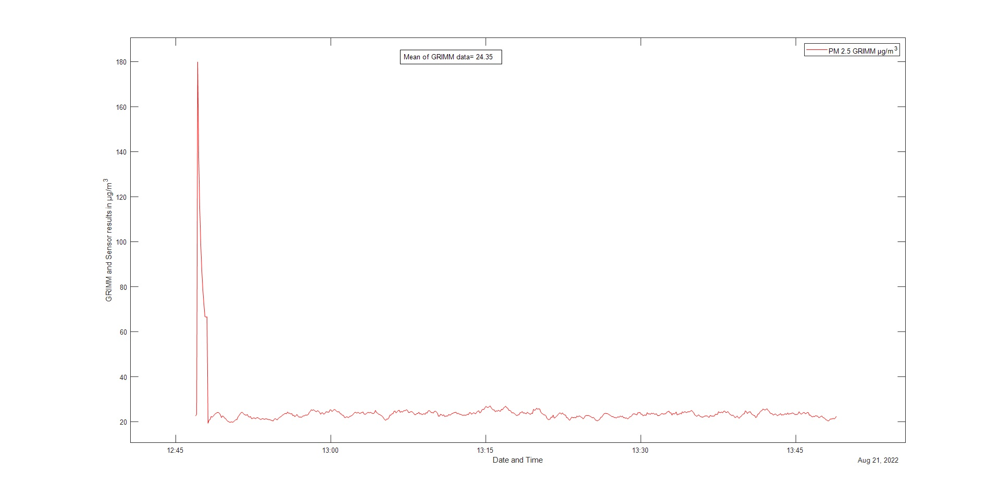 Mean of GRIMM data= 24.35
PM 2.5 GRIMM µg/m³
180
160
140
120
100
80
60
40
20
GRIMM and Sensor results in µg/m³
12:45 13:00 13:15 13:30 13:45
Date and Time
Aug 21, 2022